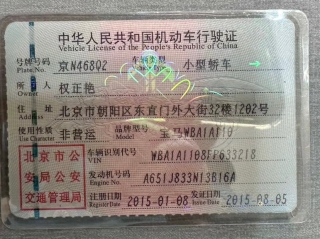 中华人民共和国机动车行驶证
Vehicle License of the People's Republic of China
号牌号码 京N468Q2 车辆类型 小型轿车
Plate No. Vehicle Type
所有人 权正艳
Owner
住址 北京市朝阳区东直门外大街32楼1202号
Address
使用性质 非营运 品牌型号 宝马WBA1A110
Use Character Model
北京市公
安局公安
交通管理局
车辆识别代号 WBA1A1108FF633218
VIN
发动机号码 A651J833N13B16A
Engine No.
注册日期 2015-01-08 发证日期 2015-08-05
Register Date Issue Date